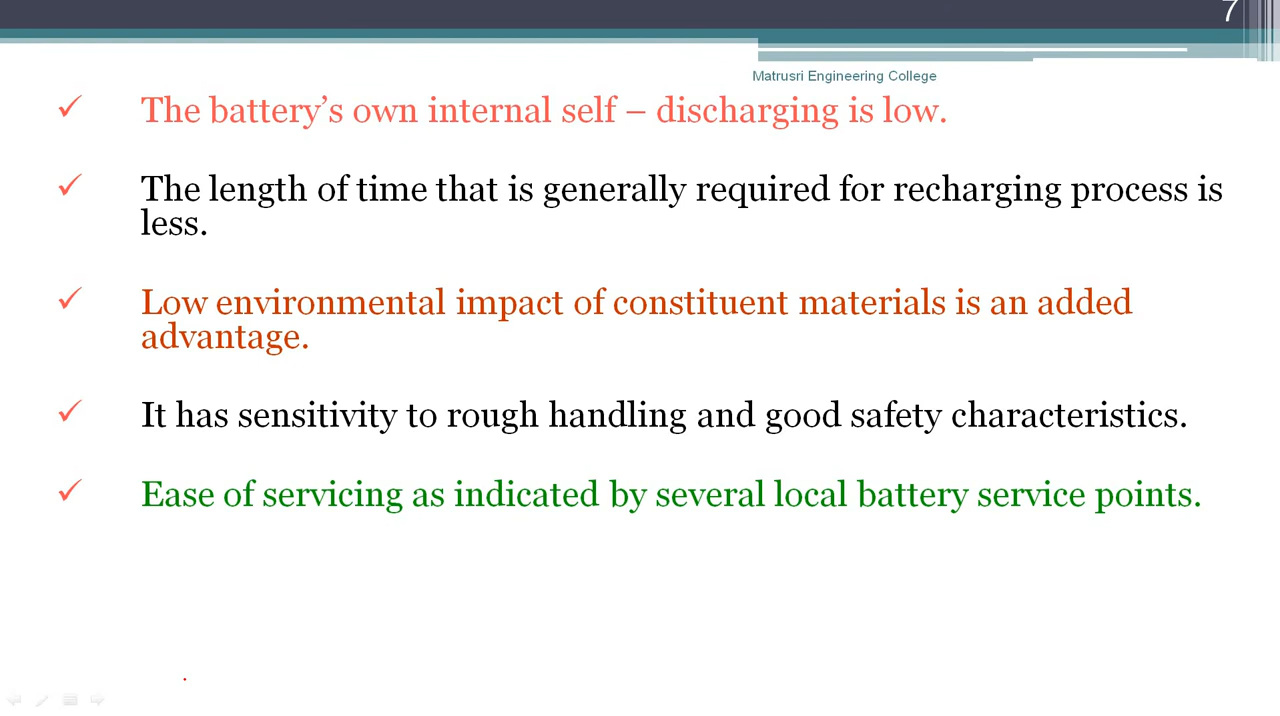 7
Matrusri Engineering College
✓ The battery’s own internal self – discharging is low.
✓ The length of time that is generally required for recharging process is
less.
✓ Low environmental impact of constituent materials is an added
advantage.
✓ It has sensitivity to rough handling and good safety characteristics.
✓ Ease of servicing as indicated by several local battery service points.